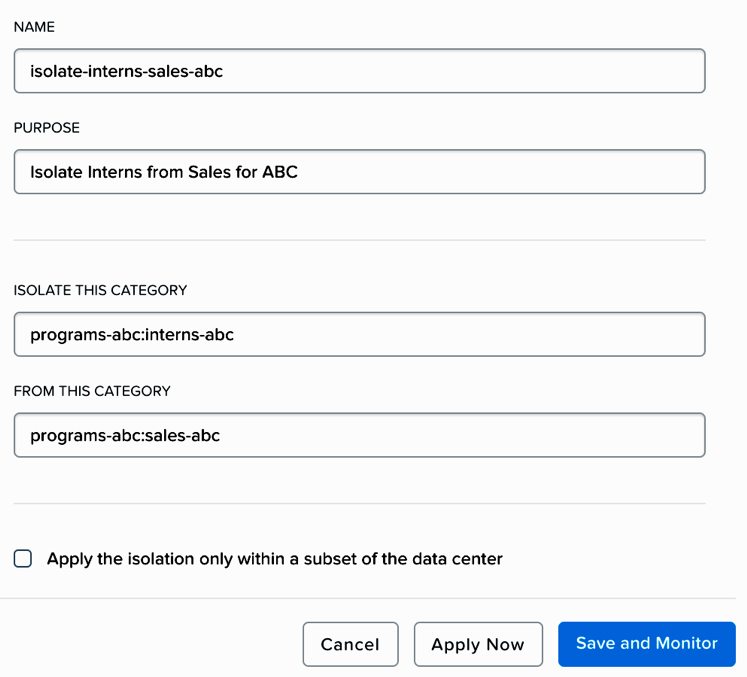 NAME
isolate-interns-sales-abc
PURPOSE
Isolate Interns from Sales for ABC
ISOLATE THIS CATEGORY
programs-abc:interns-abc
FROM THIS CATEGORY
programs-abc:sales-abc
Apply the isolation only within a subset of the data center
Cancel Apply Now Save and Monitor